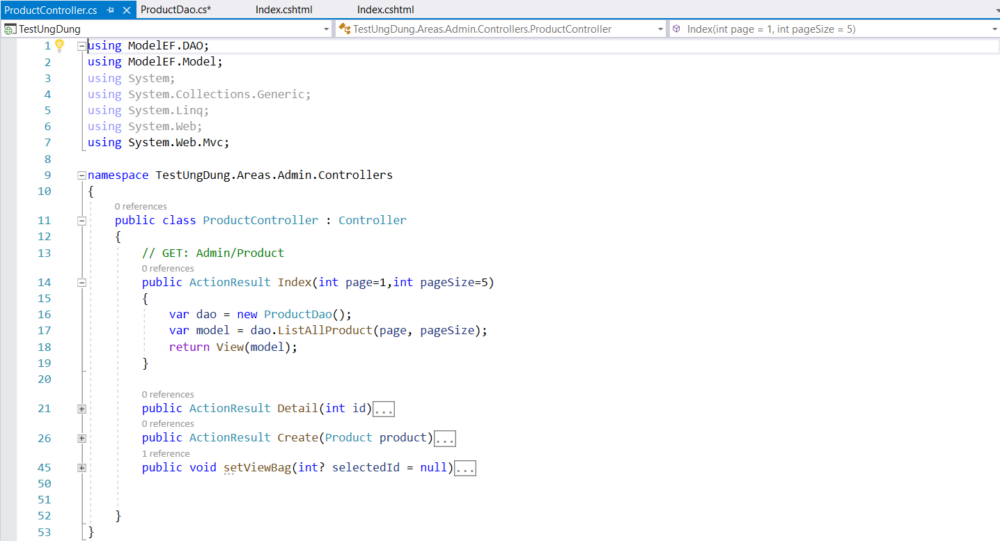 ProductController.cs ProductDao.cs* Index.cshtml Index.cshtml
TestUngDung TestUngDung.Areas.Admin.Controllers.ProductController Index(int page = 1, int pageSize = 5)
1 using ModelEF.DAO;
2 using ModelEF.Model;
3 using System;
4 using System.Collections.Generic;
5 using System.Linq;
6 using System.Web;
7 using System.Web.Mvc;
8
9 namespace TestUngDung.Areas.Admin.Controllers
10 {
0 references
11 public class ProductController : Controller
12 {
13 // GET: Admin/Product
0 references
14 public ActionResult Index(int page=1,int pageSize=5)
15 {
16 var dao = new ProductDao();
17 var model = dao.ListAllProduct(page, pageSize);
18 return View(model);
19 }
20
0 references
21 public ActionResult Detail(int id)...
0 references
26 public ActionResult Create(Product product)...
1 reference
45 public void setViewBag(int? selectedId = null)...
50
51
52 }
53 }